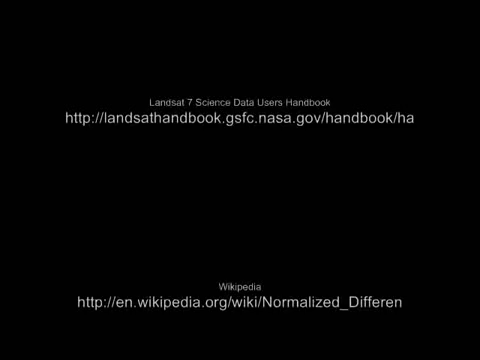 Landsat 7 Science Data Users Handbook
http://landsathandbook.gsfc.nasa.gov/handbook/ha
Wikipedia
http://en.wikipedia.org/wiki/Normalized_Differen